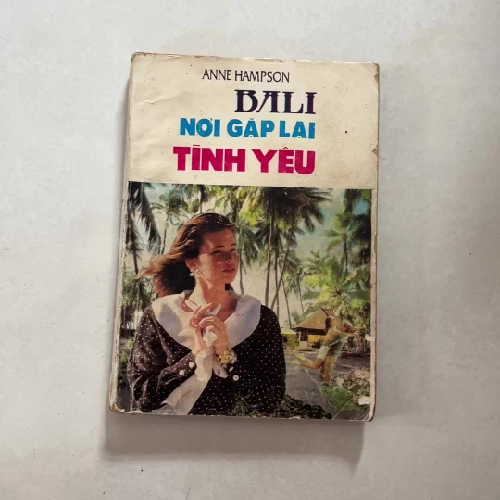 ANNE HAMPSON
BALI
NƠI GẶP LẠI
TÌNH YÊU